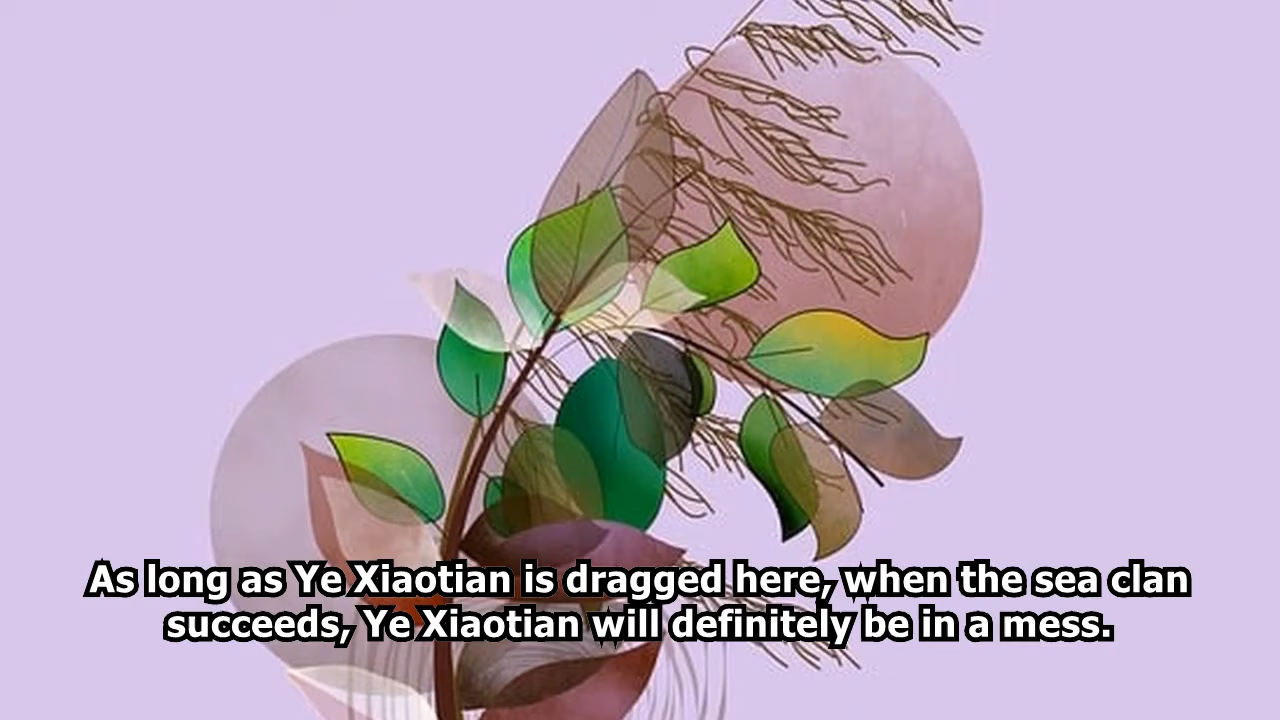 As long as Ye Xiaotian is dragged here, when the sea clan
succeeds, Ye Xiaotian will definitely be in a mess.